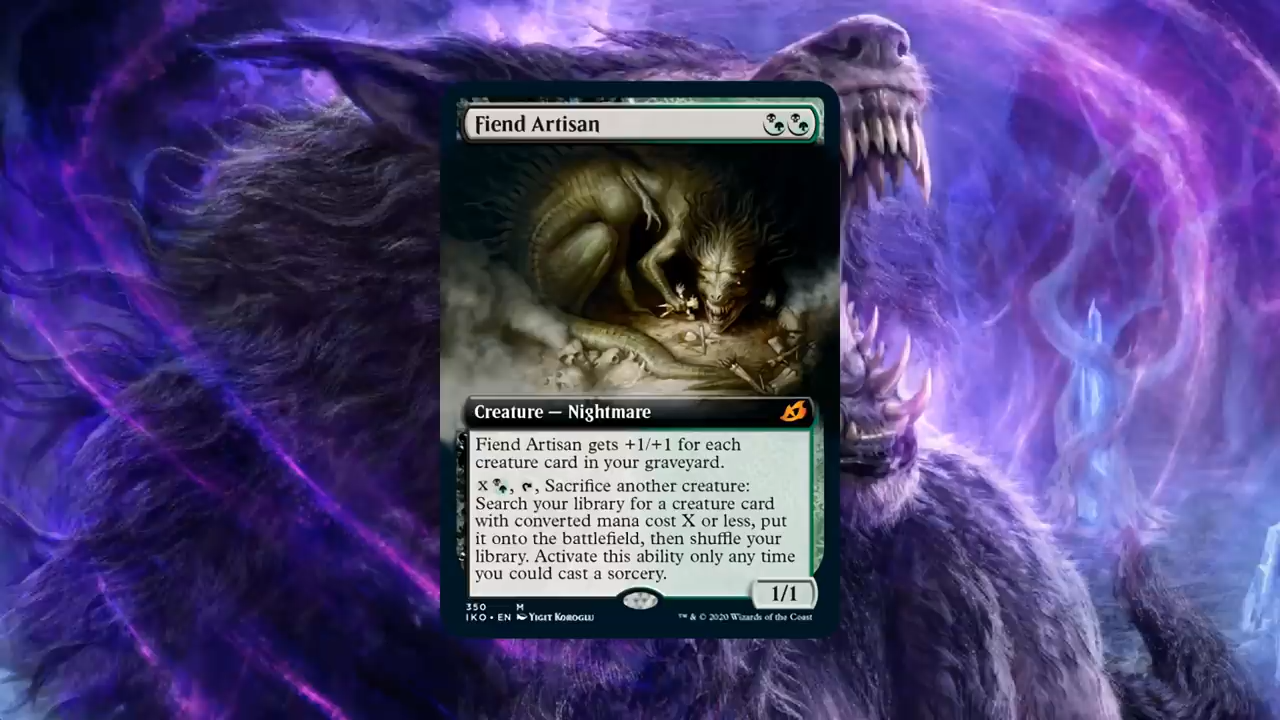 Fiend Artisan
Creature — Nightmare
Fiend Artisan gets +1/+1 for each
creature card in your graveyard.
X, , Sacrifice another creature:
Search your library for a creature card
with converted mana cost X or less, put
it onto the battlefield, then shuffle your
library. Activate this ability only any time
you could cast a sorcery.
1/1
350 M
IKO • EN Yigit Koroglu
™ & © 2020 Wizards of the Coast